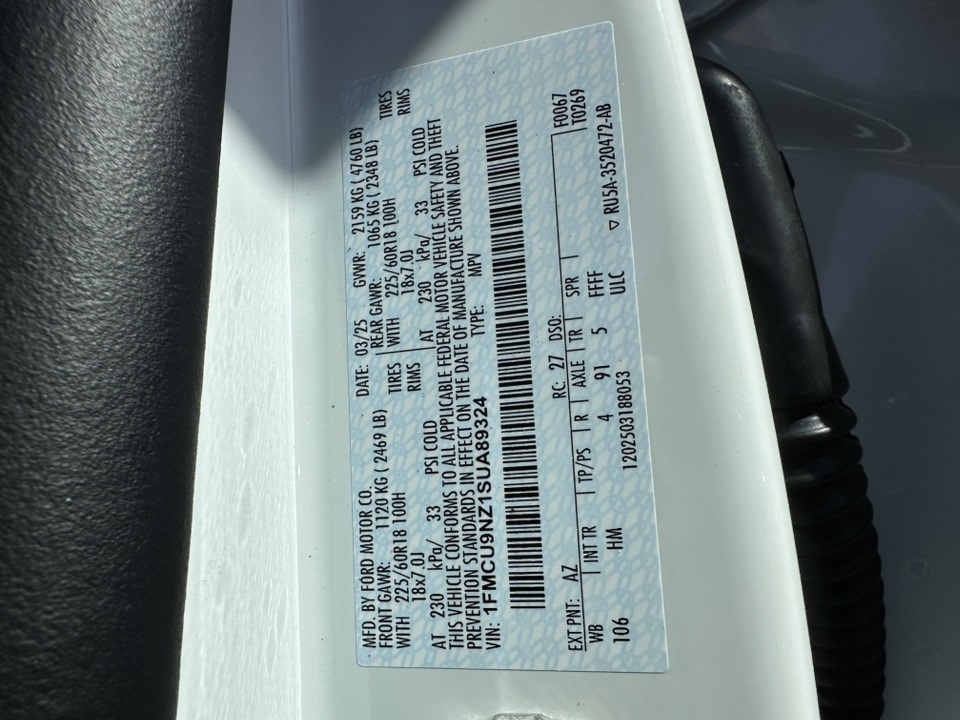 MFD. BY FORD MOTOR CO. DATE: 03/25 GVWR: 2159 KG ( 4760 LB)
FRONT GAWR: 1120 KG ( 2469 LB) REAR GAWR: 1065 KG ( 2348 LB)
WITH 225/60R18 100H TIRES WITH 225/60R18 100H TIRES
18x7.0J RIMS 18x7.0J RIMS
AT 230 kPa/ 33 PSI COLD AT 230 kPa/ 33 PSI COLD
THIS VEHICLE CONFORMS TO ALL APPLICABLE FEDERAL MOTOR VEHICLE SAFETY AND THEFT
PREVENTION STANDARDS IN EFFECT ON THE DATE OF MANUFACTURE SHOWN ABOVE.
VIN: 1FMCU9NZ1SUA89324 TYPE: MPV
F0067
EXT PNT: AZ RC: 27 DSO: T0269
WB INT TR TP/PS R AXLE TR SPR
106 HM 4 91 5 FFFF
1202503188053 ULC ▽ RU5A-3520472-AB